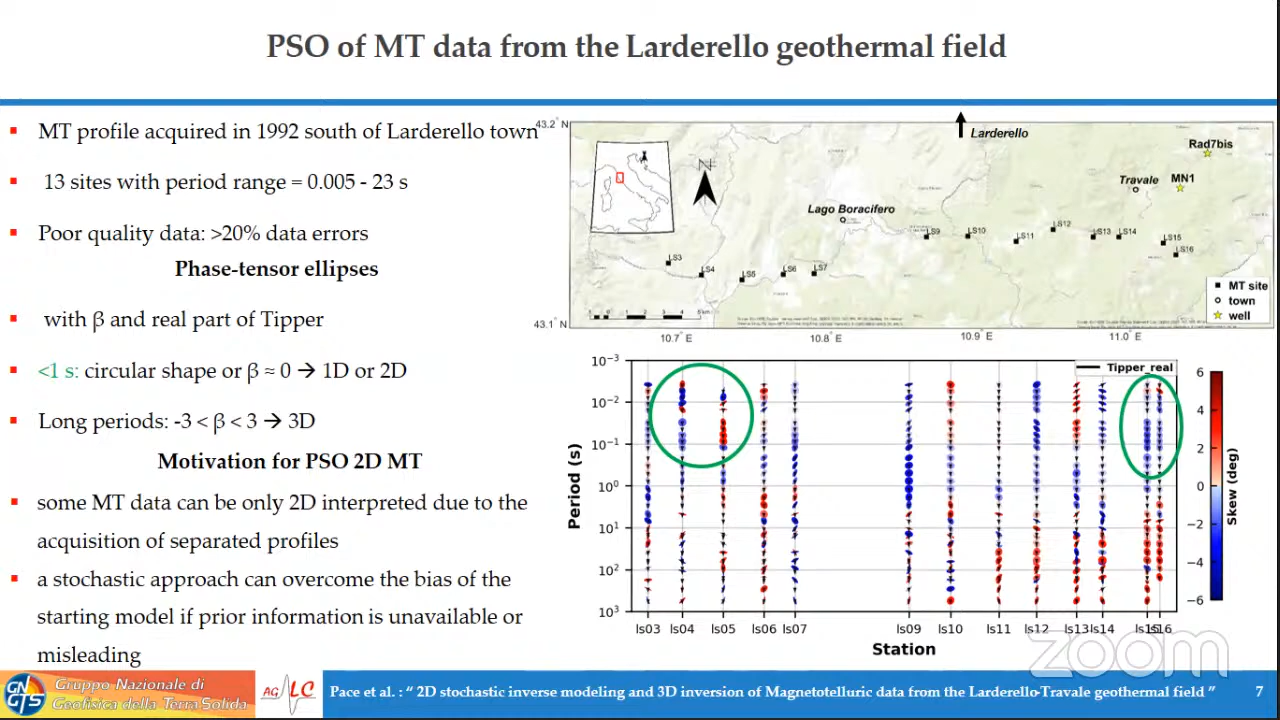 PSO of MT data from the Larderello geothermal field
MT profile acquired in 1992 south of Larderello town
13 sites with period range = 0.005 - 23 s
Poor quality data: >20% data errors
Phase-tensor ellipses
with β and real part of Tipper
<1 s: circular shape or β ≈ 0 → 1D or 2D
Long periods: -3 < β < 3 → 3D
Motivation for PSO 2D MT
some MT data can be only 2D interpreted due to the
acquisition of separated profiles
a stochastic approach can overcome the bias of the
starting model if prior information is unavailable or
misleading
43.2° N
43.1° N
Larderello
N
Rad7bis
Travale
MN1
Lago Boracifero
LS3
LS4
LS5
LS6
LS7
LS9
LS10
LS11
LS12
LS13
LS14
LS15
LS16
MT site
town
well
10.7° E
10.8° E
10.9° E
11.0° E
Tipper_real
Period (s)
10⁻³
10⁻²
10⁻¹
10⁰
10¹
10²
10³
ls03 ls04 ls05 ls06 ls07 ls09 ls10 ls11 ls12 ls13 ls14 ls15 ls16
Station
6
4
2
0
−2
−4
−6
Skew (deg)
zoom
GNGTS
Gruppo Nazionale di
Geofisica della Terra Solida
Pace et al. : “ 2D stochastic inverse modeling and 3D inversion of Magnetotelluric data from the Larderello-Travale geothermal field ”
7